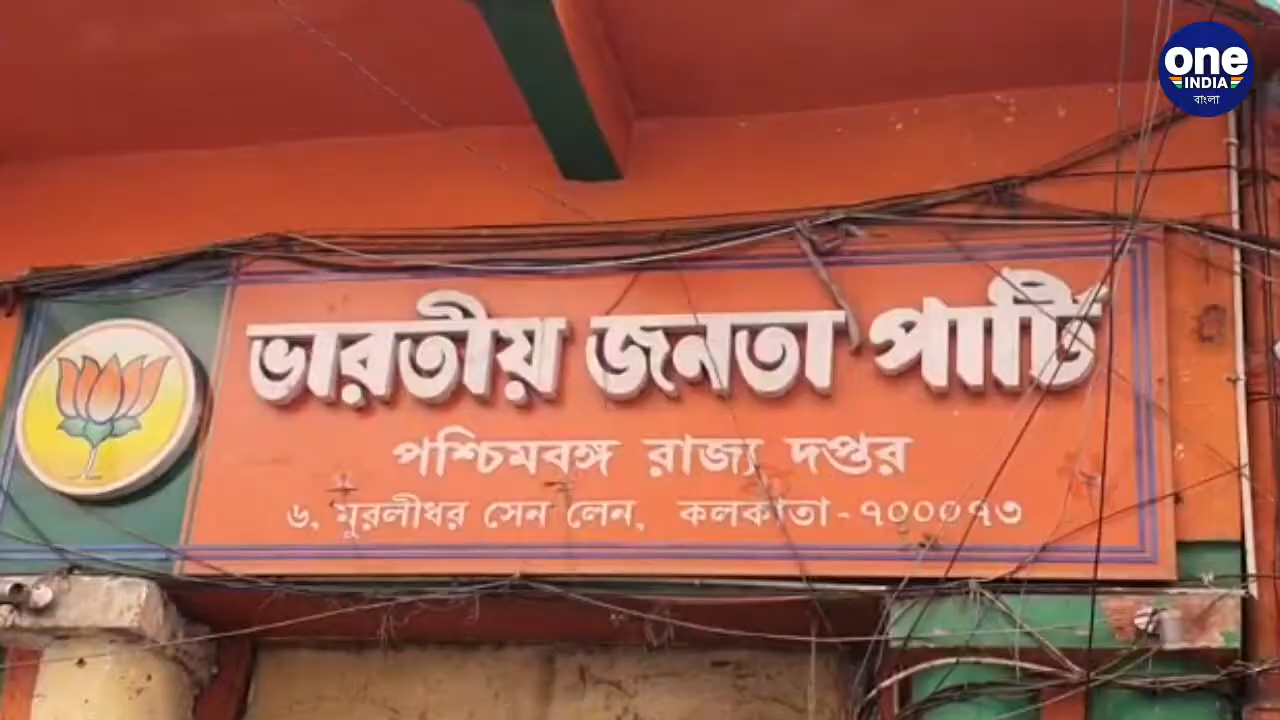 one
INDIA
বাংলা
ভারতীয় জনতা পার্টি
পশ্চিমবঙ্গ রাজ্য দপ্তর
৬, মুরলীধর সেন লেন, কলকাতা - ৭০০০৭৩